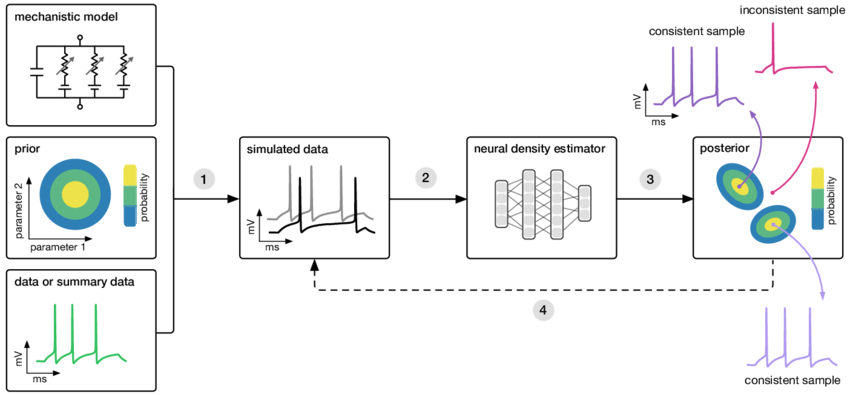 mechanistic model
prior
parameter 2
parameter 1
probability
data or summary data
mV
ms
1
simulated data
mV
ms
2
neural density estimator
3
posterior
probability
4
consistent sample
mV
ms
inconsistent sample
consistent sample